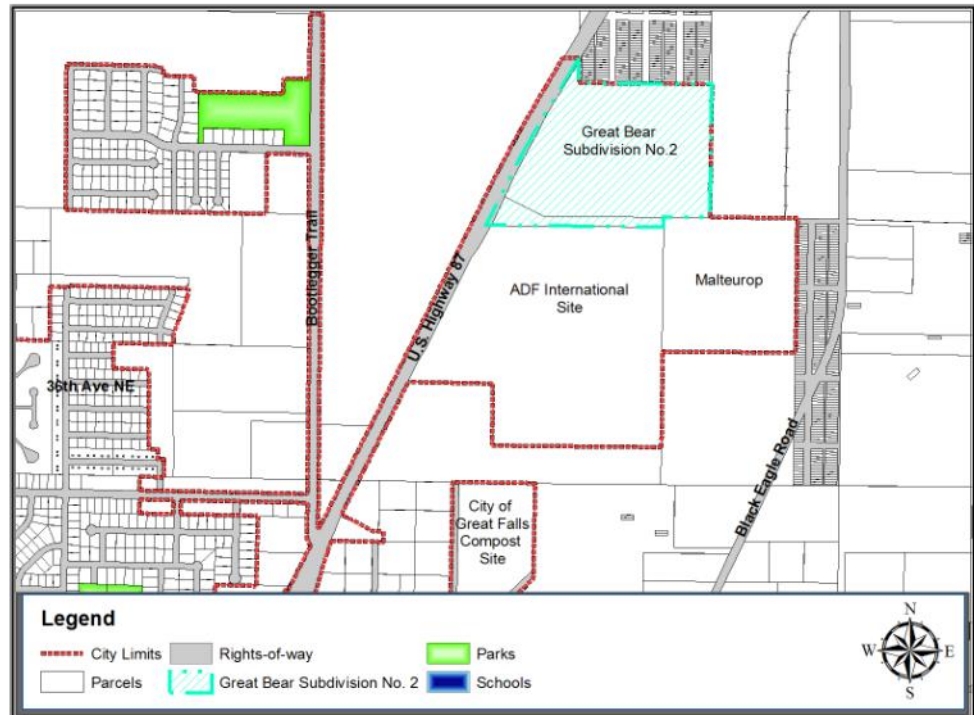 Great Bear
Subdivision No.2
Bootlegger Trail
U.S. Highway 87
ADF International
Site
Malteurop
36th Ave NE
Black Eagle Road
City of
Great Falls
Compost
Site
Legend
City Limits
Rights-of-way
Parks
Parcels
Great Bear Subdivision No. 2
Schools
N
W
E
S